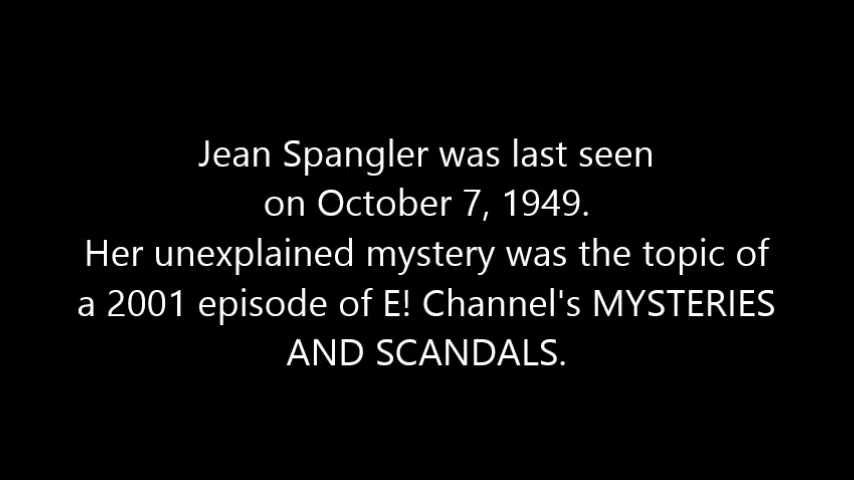 Jean Spangler was last seen
on October 7, 1949.
Her unexplained mystery was the topic of
a 2001 episode of E! Channel's MYSTERIES
AND SCANDALS.